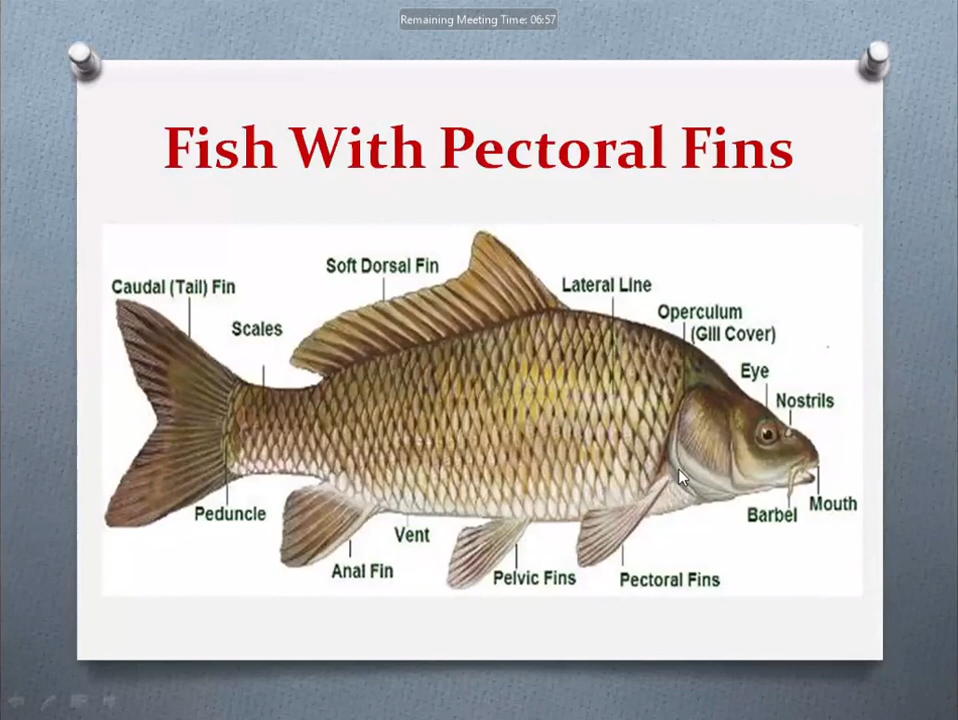 Remaining Meeting Time: 06:57
Fish With Pectoral Fins
Soft Dorsal Fin
Caudal (Tail) Fin
Lateral Line
Scales
Operculum
(Gill Cover)
Eye
Nostrils
Peduncle
Vent
Anal Fin
Pelvic Fins
Pectoral Fins
Barbel
Mouth